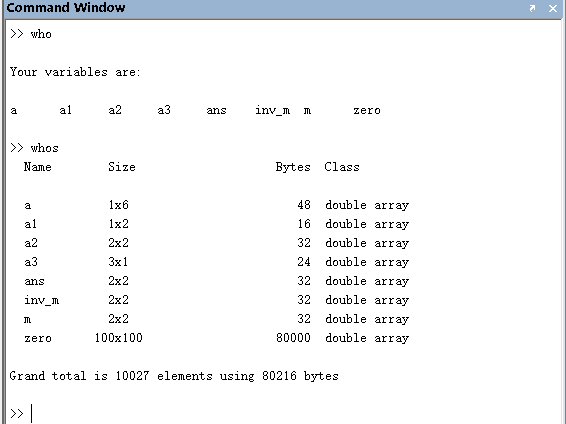 Command Window
>> who
Your variables are:
a a1 a2 a3 ans inv_m m zero
>> whos
Name Size Bytes Class
a 1x6 48 double array
a1 1x2 16 double array
a2 2x2 32 double array
a3 3x1 24 double array
ans 2x2 32 double array
inv_m 2x2 32 double array
m 2x2 32 double array
zero 100x100 80000 double array
Grand total is 10027 elements using 80216 bytes
>>